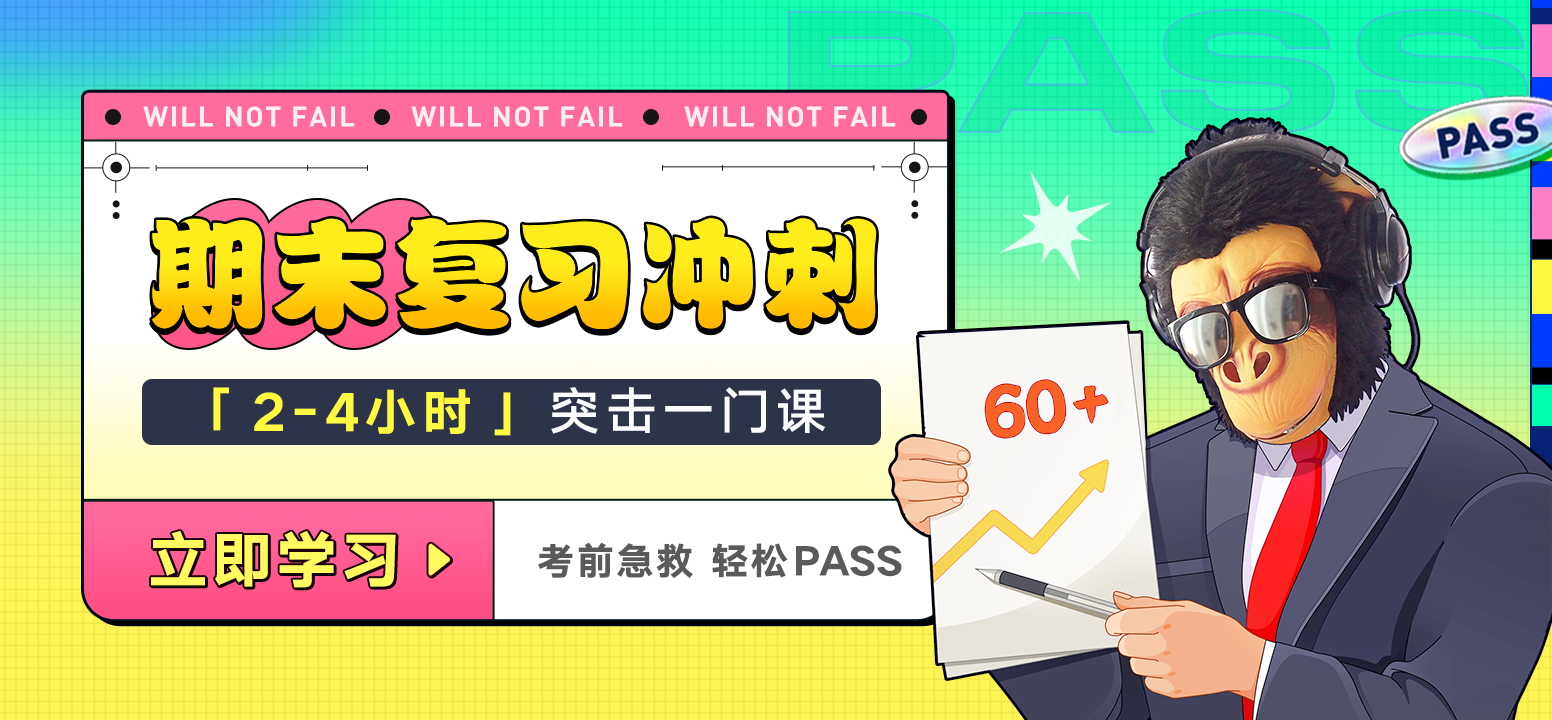 PASS
PASS
WILL NOT FAIL ● WILL NOT FAIL ● WILL NOT FAIL
期末复习冲刺
「2-4小时」突击一门课
60+
立即学习
考前急救 轻松PASS